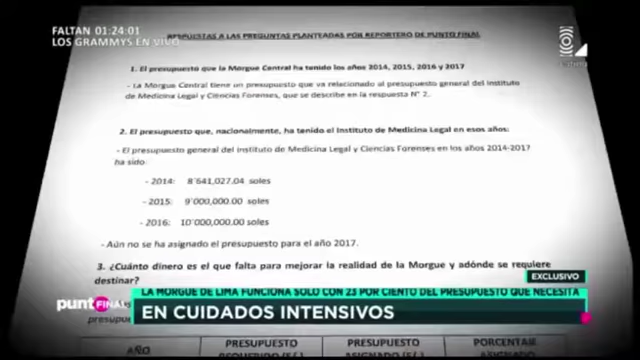 FALTAN 01:24:01
LOS GRAMMYS EN VIVO
RESPUESTAS A LAS PREGUNTAS PLANTEADAS POR REPORTERO DE PUNTO FINAL
1. El presupuesto que la Morgue Central ha tenido los años 2014, 2015, 2016 y 2017
- La Morgue Central tiene un presupuesto que va relacionado al presupuesto general del Instituto
de Medicina Legal y Ciencias Forenses, que se describe en la respuesta N° 2.
2. El presupuesto que, nacionalmente, ha tenido el Instituto de Medicina Legal en esos años:
- El presupuesto general del Instituto de Medicina Legal y Ciencias Forenses en los años 2014-2017
ha sido:
- 2014: 8'641,027.04 soles
- 2015: 9'000,000.00 soles
- 2016: 10'000,000.00 soles
- Aún no se ha asignado el presupuesto para el año 2017.
3. ¿Cuánto dinero es el que falta para mejorar la realidad de la Morgue y adónde se requiere
destinar?
EXCLUSIVO
LA MORGUE DE LIMA FUNCIONA SOLO CON 23 POR CIENTO DEL PRESUPUESTO QUE NECESITA
punto FINAL
EN CUIDADOS INTENSIVOS
AÑO PRESUPUESTO PRESUPUESTO PORCENTAJE